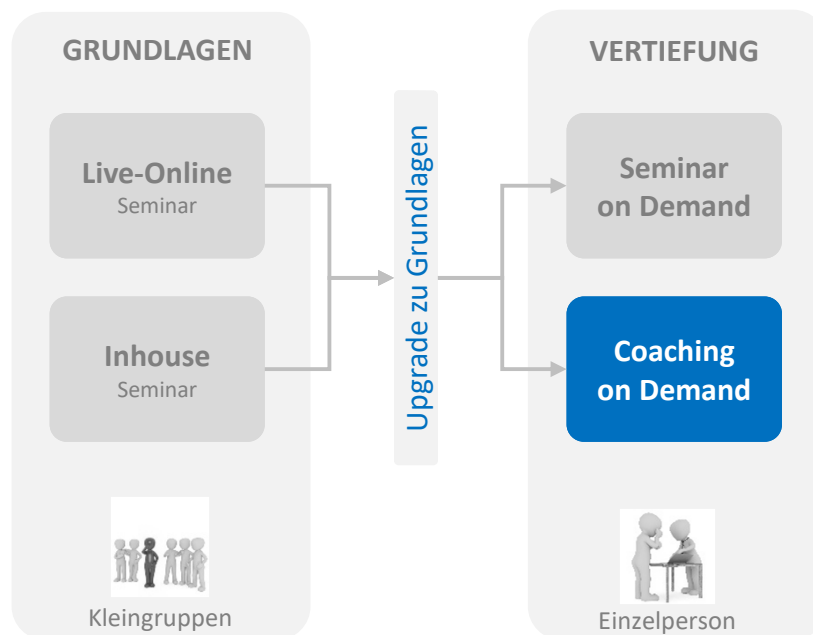 GRUNDLAGEN
Live-Online
Seminar
Inhouse
Seminar
Kleingruppen
Upgrade zu Grundlagen
VERTIEFUNG
Seminar
on Demand
Coaching
on Demand
Einzelperson